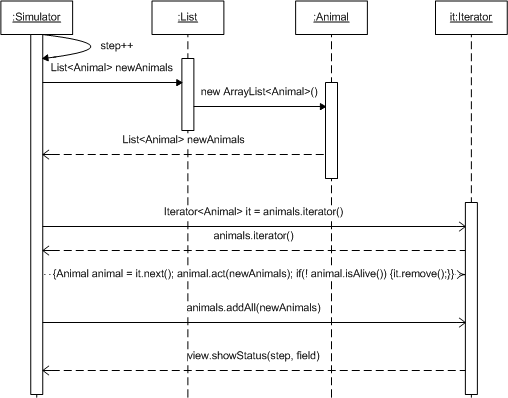 :Simulator
:List
:Animal
it:Iterator
step++
List<Animal> newAnimals
new ArrayList<Animal>()
List<Animal> newAnimals
Iterator<Animal> it = animals.iterator()
animals.iterator()
{Animal animal = it.next(); animal.act(newAnimals); if(! animal.isAlive()) {it.remove();}}
animals.addAll(newAnimals)
view.showStatus(step, field)